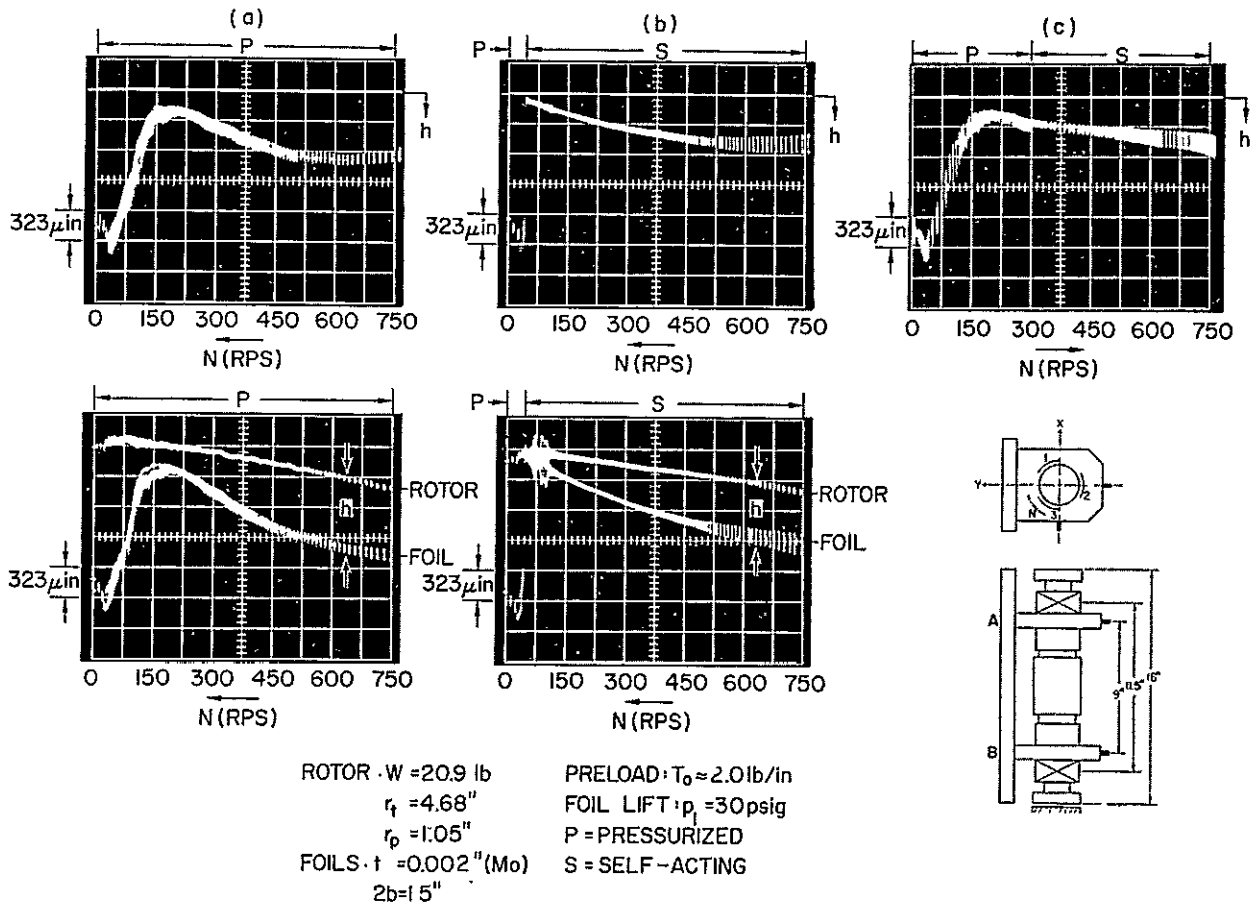 (a)
P
h
323μin
0 150 300 450 600 750
N (RPS)
(b)
P S
323μin
0 150 300 450 600 750
N (RPS)
(c)
P S
h
323μin
0 150 300 450 600 750
N (RPS)
P
ROTOR
h
FOIL
323μin
0 150 300 450 600 750
N (RPS)
P S
ROTOR
h
FOIL
323μin
0 150 300 450 600 750
N (RPS)
X
Y
1
2
N
3
A
B
9" 11.5" 16"
ROTOR · W = 20.9 lb
r_t = 4.68"
r_p = 1.05"
FOILS · t = 0.002" (Mo)
2b=1 5"
PRELOAD: T_o ≈ 2.0 lb/in
FOIL LIFT: p_l = 30 psig
P = PRESSURIZED
S = SELF-ACTING